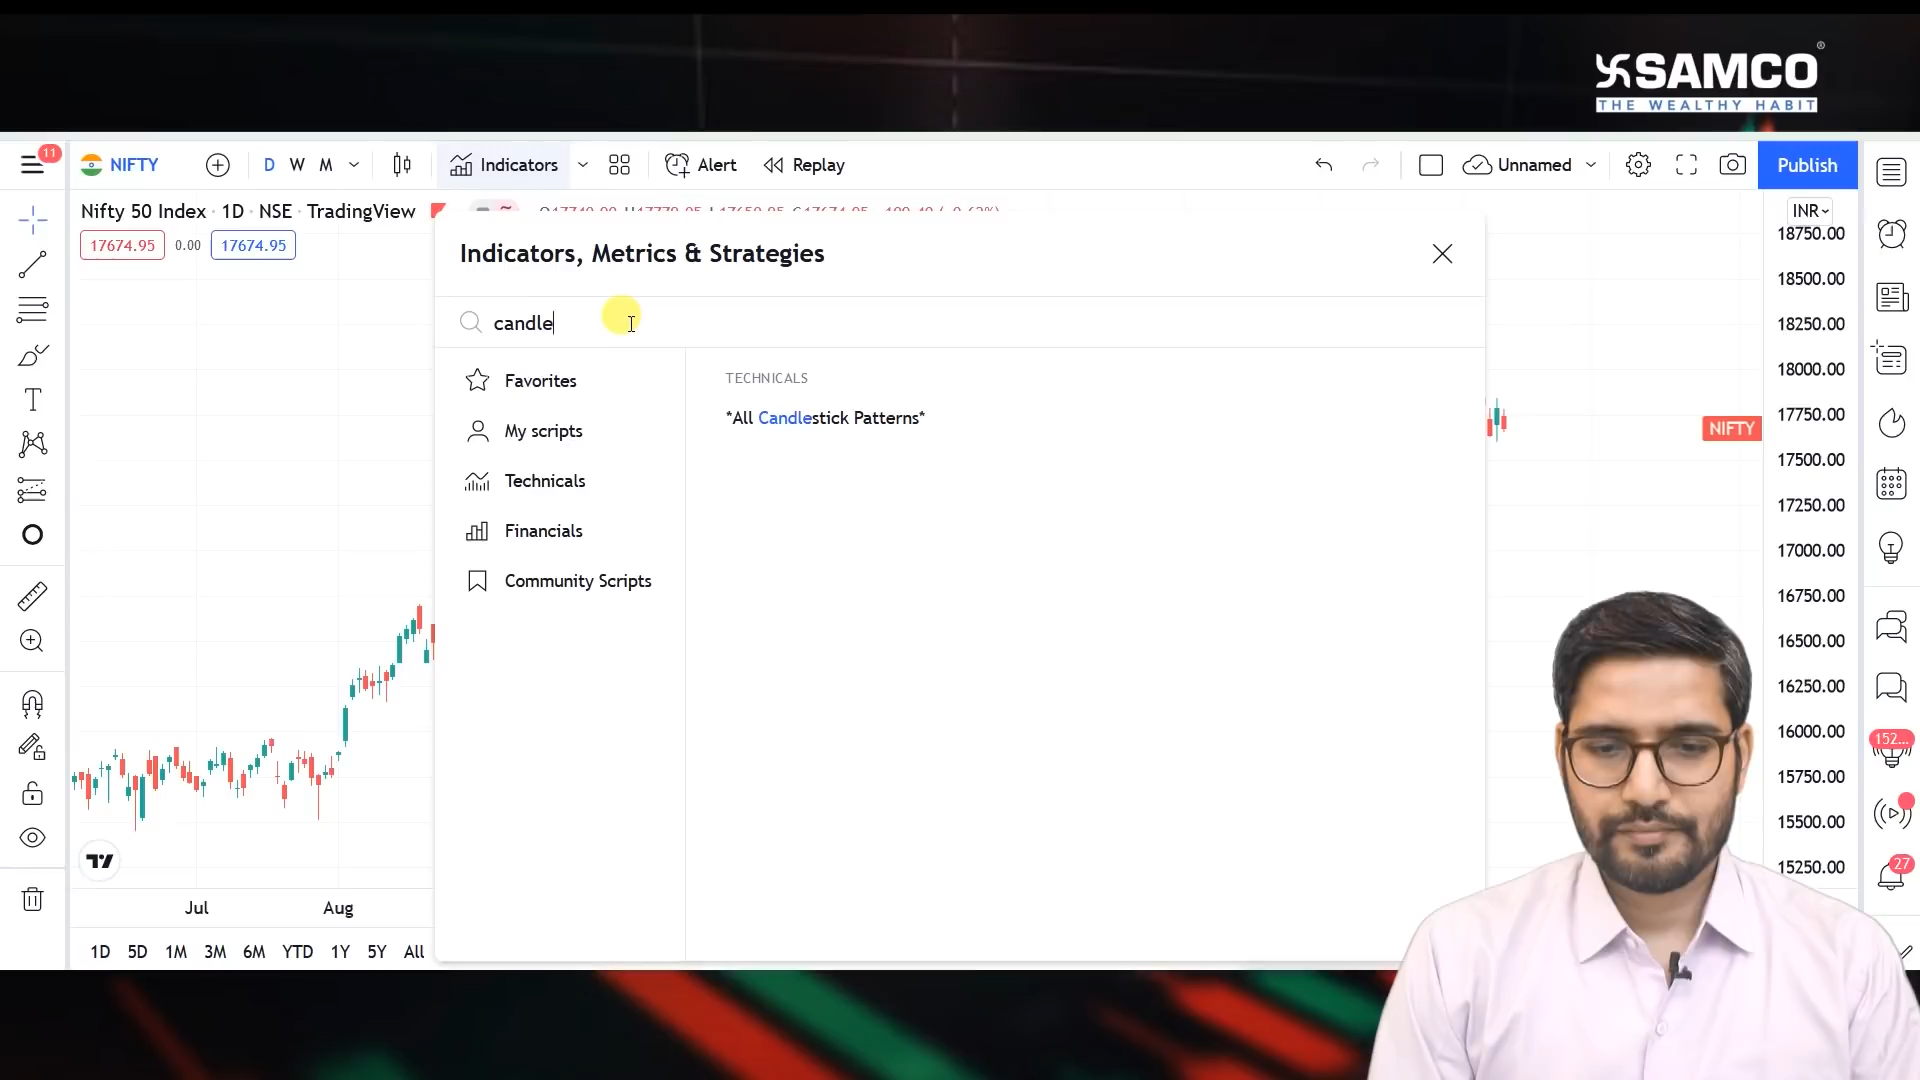 SAMCO
THE WEALTHY HABIT
11
NIFTY
D W M
Indicators
Alert
Replay
Unnamed
Publish
Nifty 50 Index · 1D · NSE · TradingView
INR
17674.95
0.00
17674.95
Indicators, Metrics & Strategies
candle
Favorites
My scripts
Technicals
Financials
Community Scripts
TECHNICALS
*All Candlestick Patterns*
18750.00
18500.00
18250.00
18000.00
17750.00
NIFTY
17500.00
17250.00
17000.00
16750.00
16500.00
16250.00
16000.00
15750.00
15500.00
15250.00
152...
27
Jul
Aug
1D 5D 1M 3M 6M YTD 1Y 5Y All